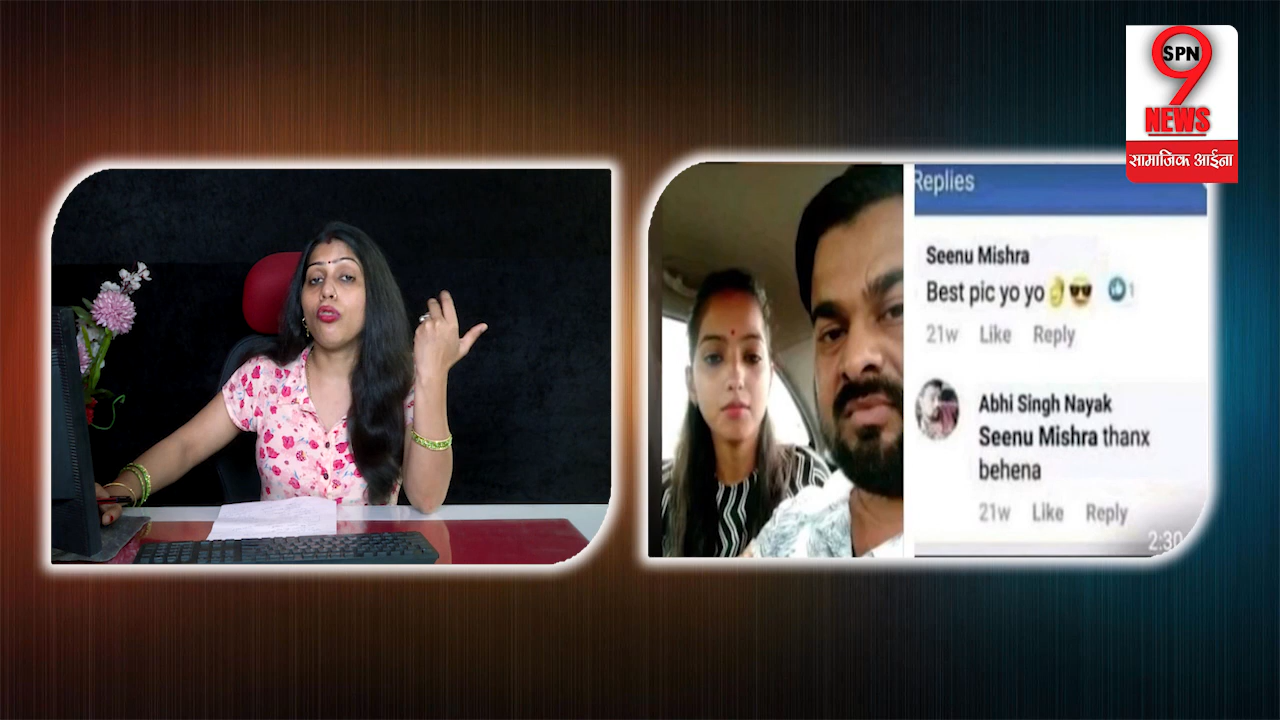 SPN
9
NEWS
सामाजिक आईना
Replies
Seenu Mishra
Best pic yo yo👌😎 1
21w Like Reply
Abhi Singh Nayak
Seenu Mishra thanx
behena
21w Like Reply
2:30